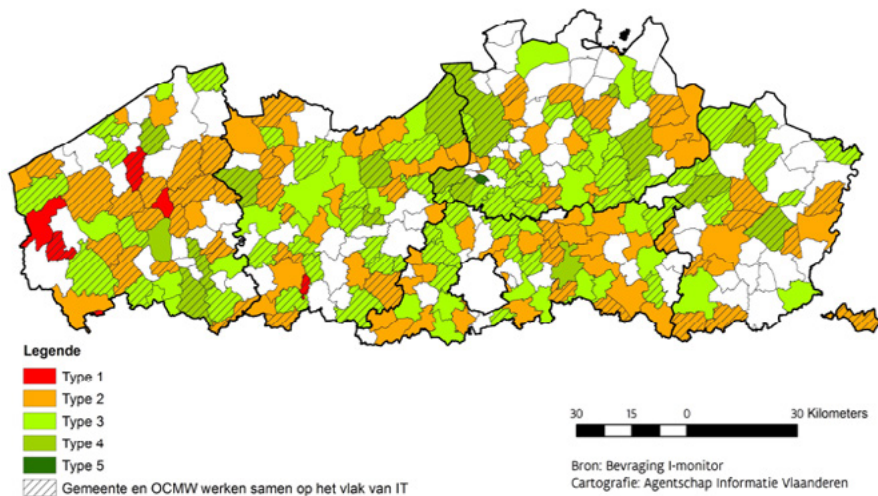 Legende
Type 1
Type 2
Type 3
Type 4
Type 5
Gemeente en OCMW werken samen op het vlak van IT
30 15 0 30 Kilometers
Bron: Bevraging I-monitor
Cartografie: Agentschap Informatie Vlaanderen